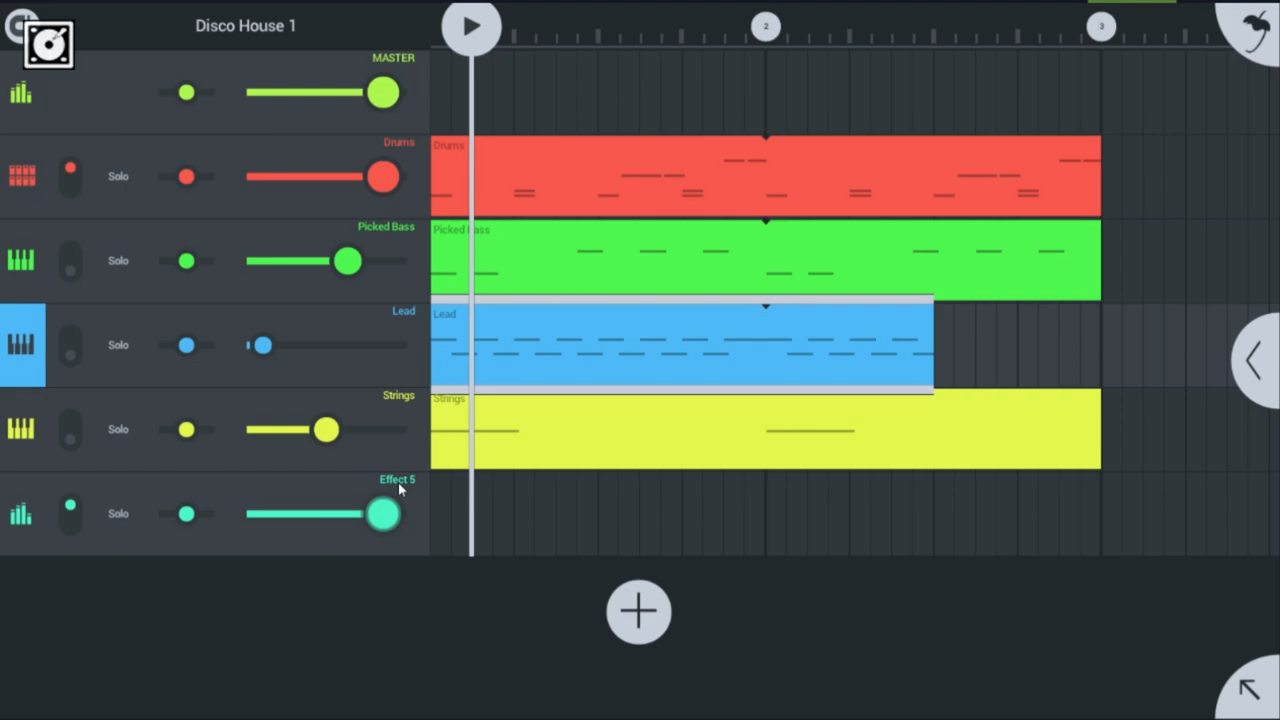 Disco House 1
2
3
MASTER
Drums
Solo
Drums
Picked Bass
Solo
Picked Bass
Lead
Solo
Lead
Strings
Solo
Strings
Effect 5
Solo